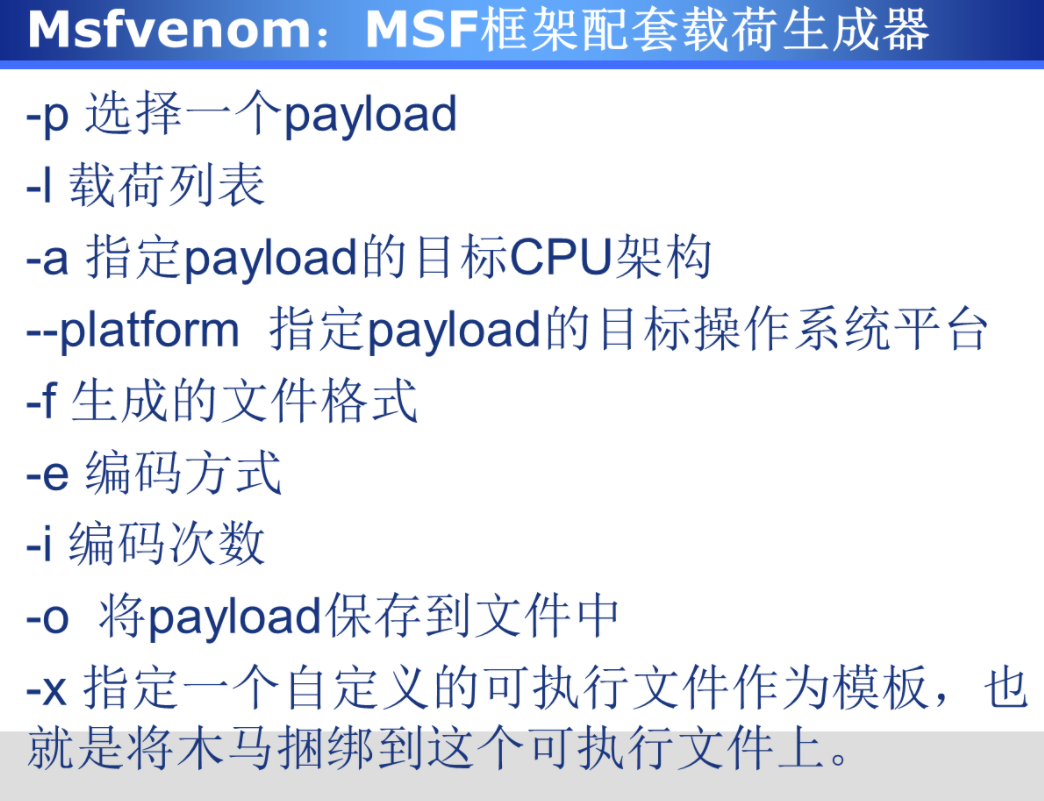 Msfvenom：MSF框架配套载荷生成器
-p 选择一个payload
-l 载荷列表
-a 指定payload的目标CPU架构
--platform 指定payload的目标操作系统平台
-f 生成的文件格式
-e 编码方式
-i 编码次数
-o 将payload保存到文件中
-x 指定一个自定义的可执行文件作为模板，也
就是将木马捆绑到这个可执行文件上。